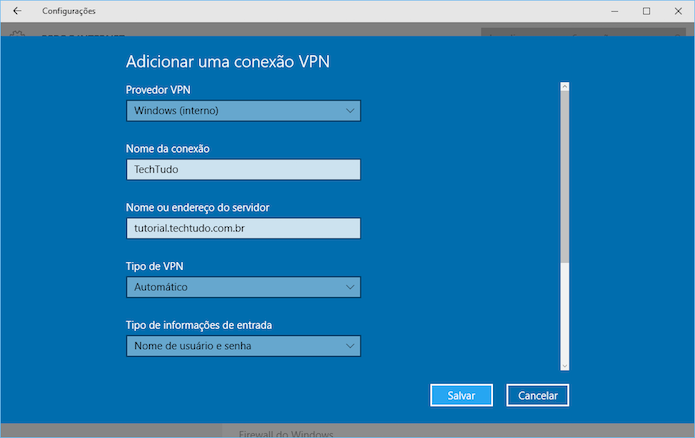 Configurações
Adicionar uma conexão VPN
Provedor VPN
Windows (interno)
Nome da conexão
TechTudo
Nome ou endereço do servidor
tutorial.techtudo.com.br
Tipo de VPN
Automático
Tipo de informações de entrada
Nome de usuário e senha
Salvar
Cancelar
Firewall do Windows